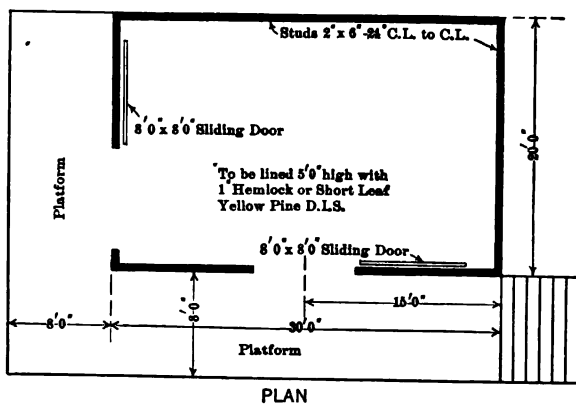 Studs 2"x 6"-24" C.L. to C.L.
8'0"x 8'0" Sliding Door
20'-0"
Platform
To be lined 5'0" high with
1" Hemlock or Short Leaf
Yellow Pine D.L.S.
8'0"x 8'0" Sliding Door
15'0"
8'-0"
8'-0"
30'0"
Platform
PLAN